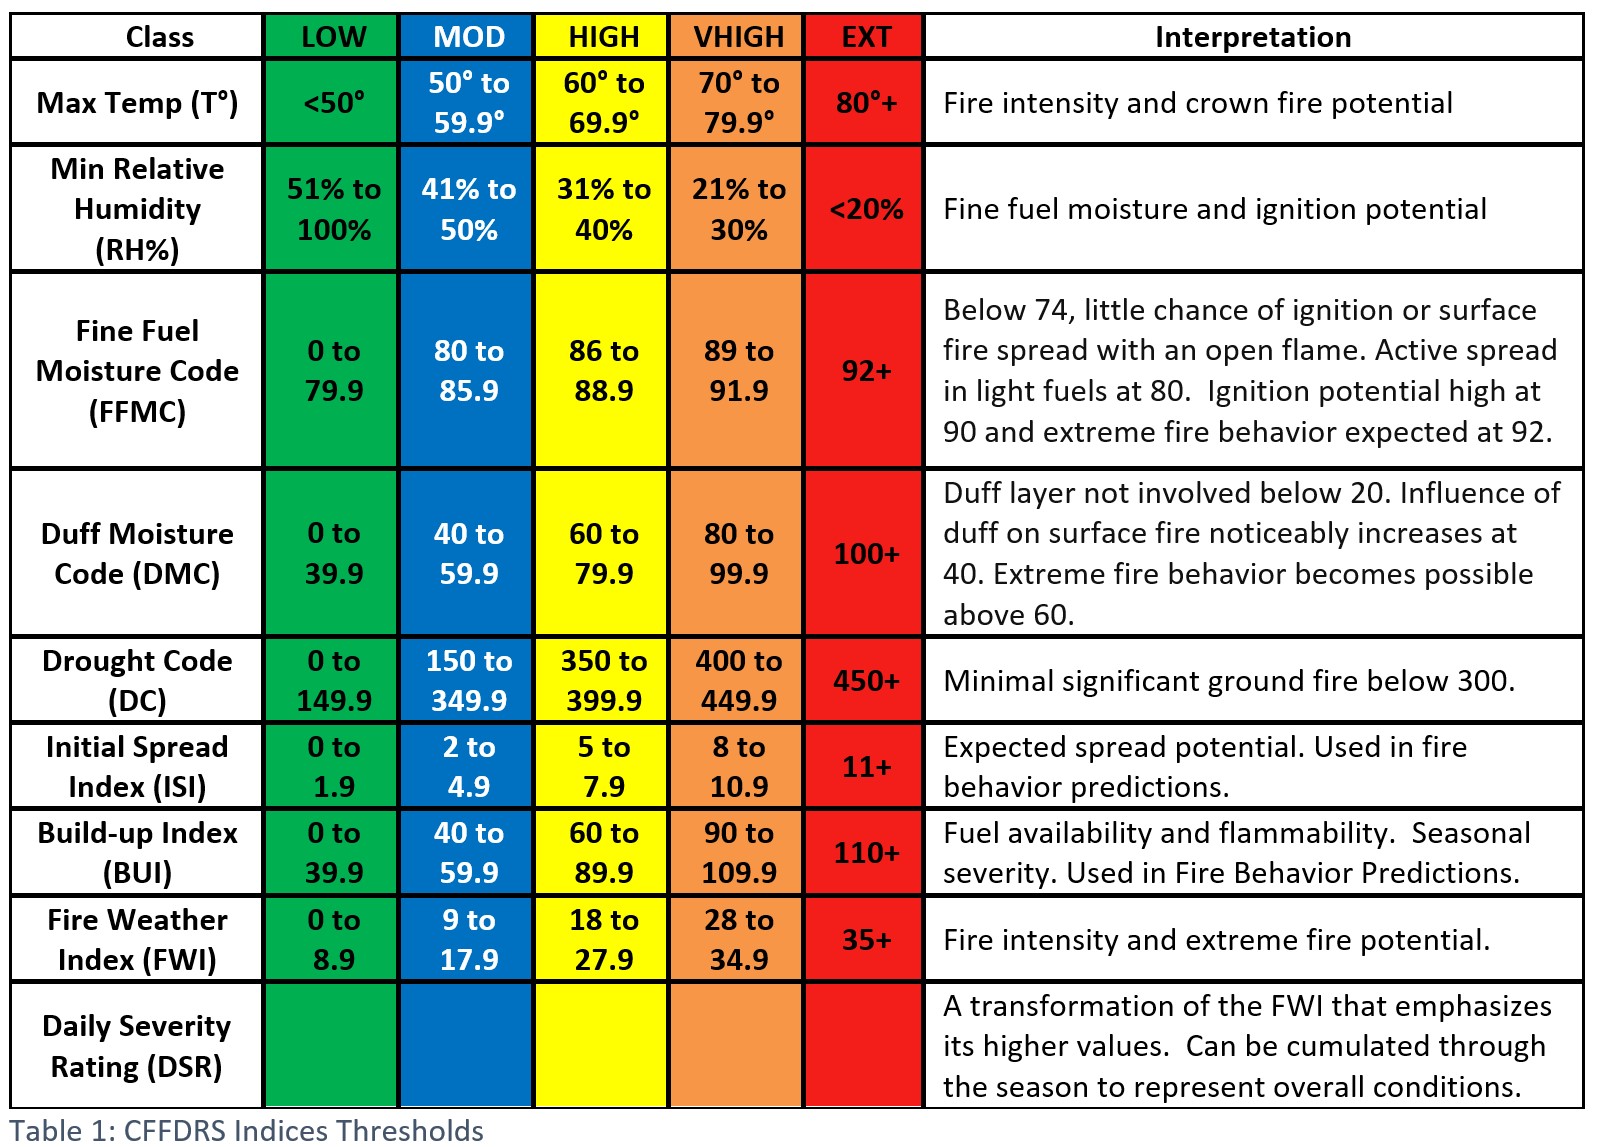 Class LOW MOD HIGH VHIGH EXT Interpretation
Max Temp (T°) <50° 50° to 59.9° 60° to 69.9° 70° to 79.9° 80°+ Fire intensity and crown fire potential
Min Relative
Humidity
(RH%)
51% to
100%
41% to
50%
31% to
40%
21% to
30%
<20%
Fine fuel moisture and ignition potential
Fine Fuel
Moisture Code
(FFMC)
0 to
79.9
80 to
85.9
86 to
88.9
89 to
91.9
92+
Below 74, little chance of ignition or surface
fire spread with an open flame. Active spread
in light fuels at 80.  Ignition potential high at
90 and extreme fire behavior expected at 92.
Duff Moisture
Code (DMC)
0 to
39.9
40 to
59.9
60 to
79.9
80 to
99.9
100+
Duff layer not involved below 20. Influence of
duff on surface fire noticeably increases at
40. Extreme fire behavior becomes possible
above 60.
Drought Code
(DC)
0 to
149.9
150 to
349.9
350 to
399.9
400 to
449.9
450+
Minimal significant ground fire below 300.
Initial Spread
Index (ISI)
0 to
1.9
2 to
4.9
5 to
7.9
8 to
10.9
11+
Expected spread potential. Used in fire
behavior predictions.
Build-up Index
(BUI)
0 to
39.9
40 to
59.9
60 to
89.9
90 to
109.9
110+
Fuel availability and flammability.  Seasonal
severity. Used in Fire Behavior Predictions.
Fire Weather
Index (FWI)
0 to
8.9
9 to
17.9
18 to
27.9
28 to
34.9
35+
Fire intensity and extreme fire potential.
Daily Severity
Rating (DSR)
A transformation of the FWI that emphasizes
its higher values.  Can be cumulated through
the season to represent overall conditions.
Table 1: CFFDRS Indices Thresholds